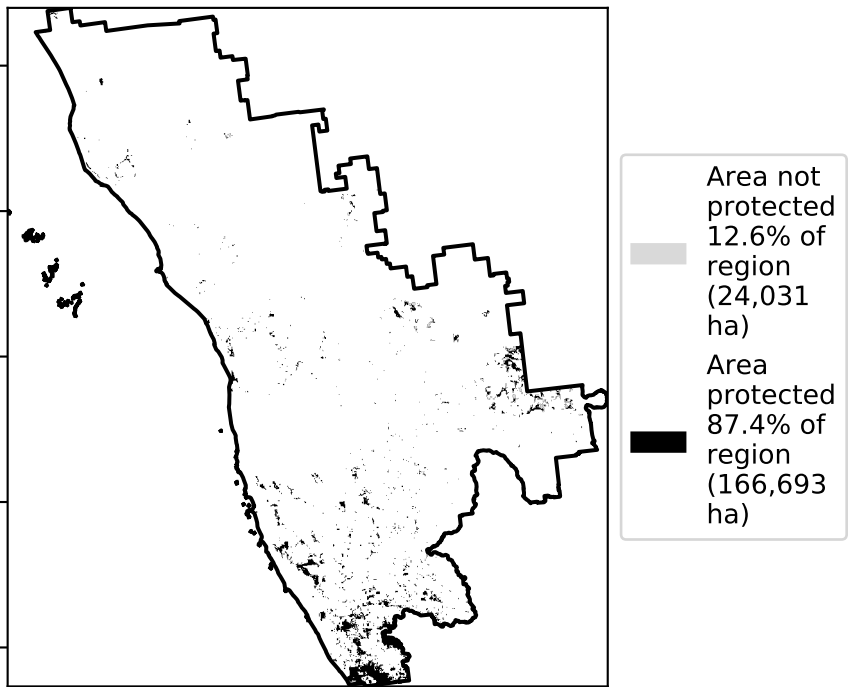 Area not
protected
12.6% of
region
(24,031
ha)
Area
protected
87.4% of
region
(166,693
ha)